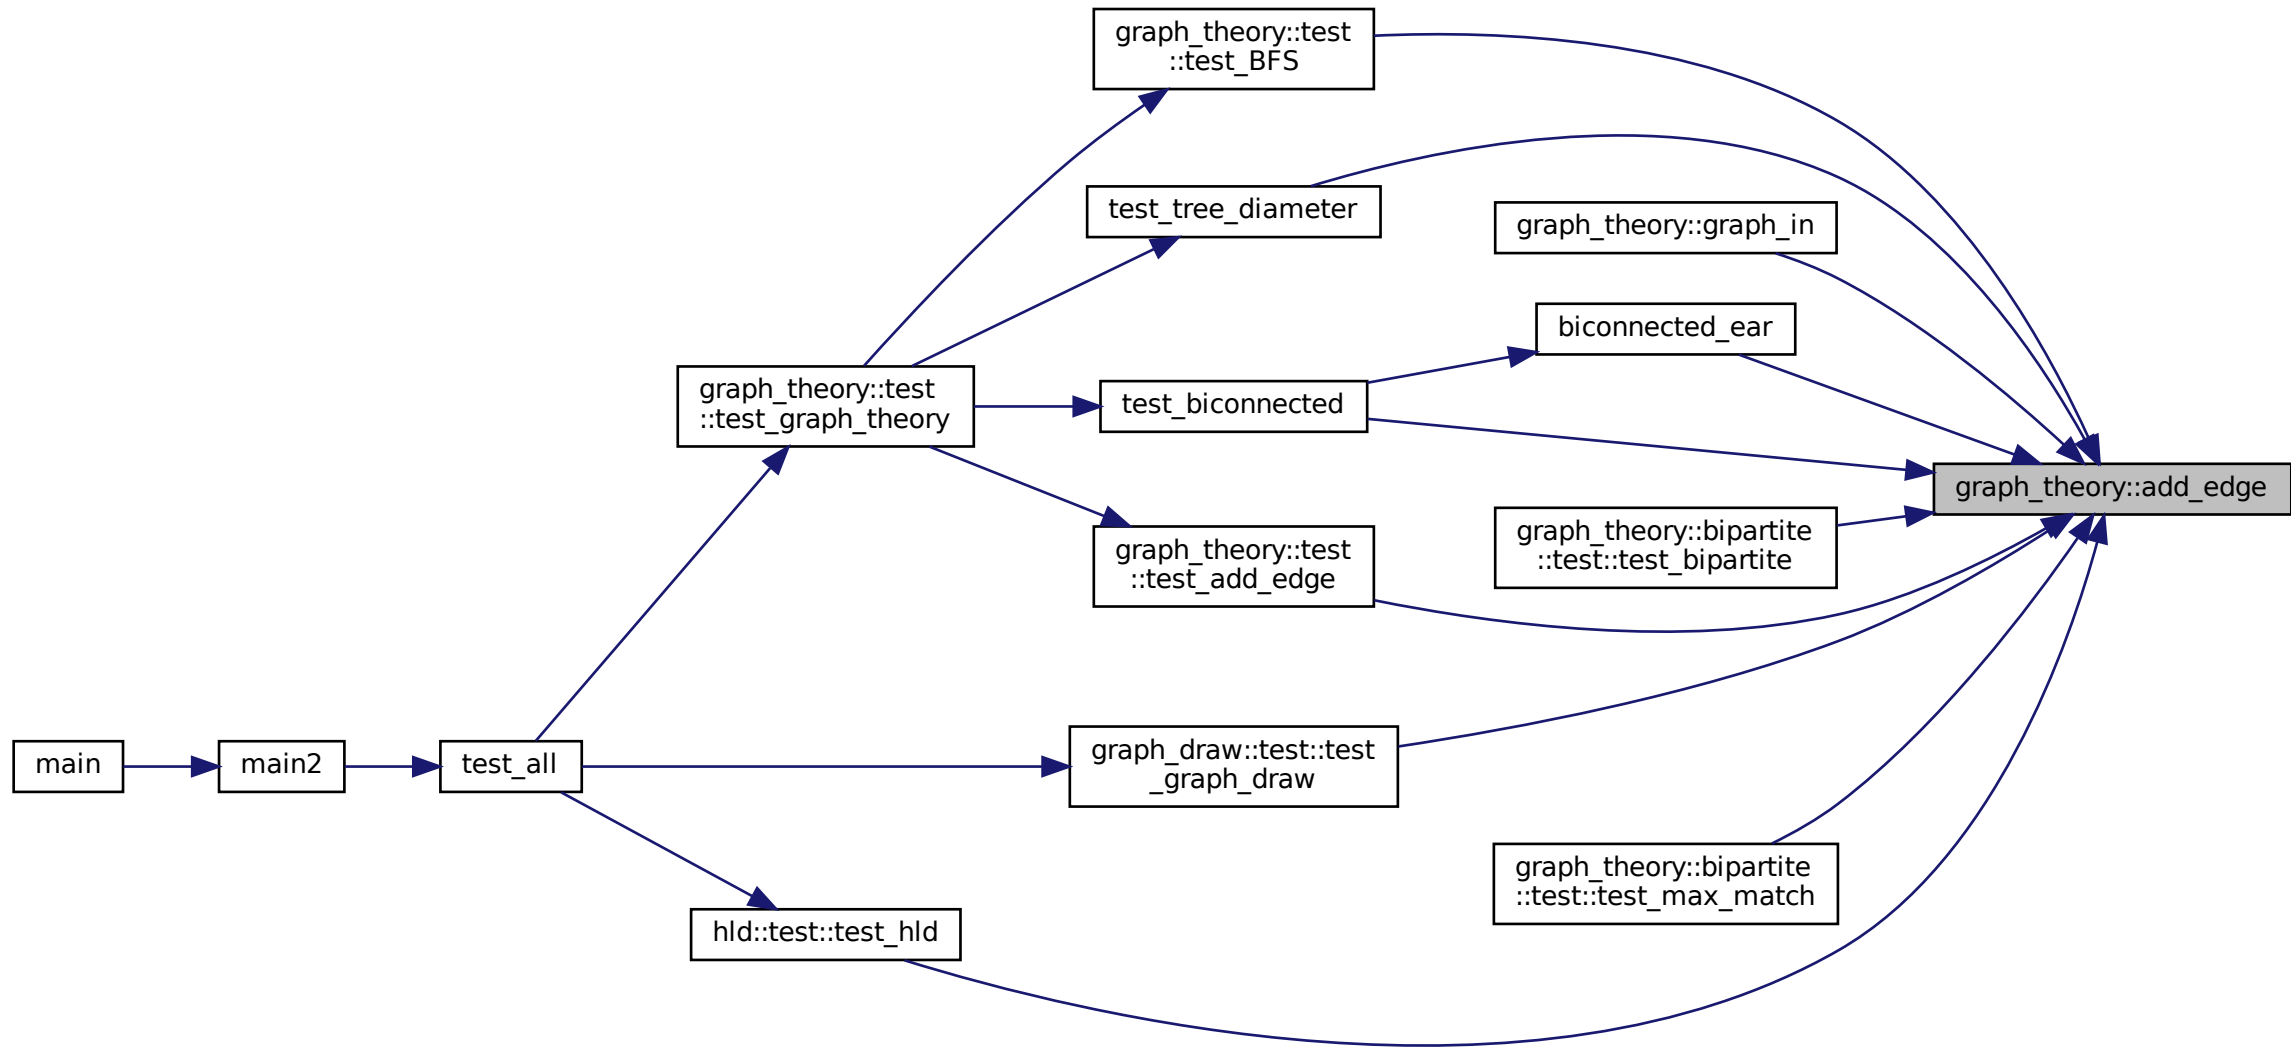 graph_theory::test
::test_BFS
test_tree_diameter
graph_theory::graph_in
biconnected_ear
graph_theory::test
::test_graph_theory
test_biconnected
graph_theory::add_edge
graph_theory::bipartite
::test::test_bipartite
graph_theory::test
::test_add_edge
main
main2
test_all
graph_draw::test::test
_graph_draw
graph_theory::bipartite
::test::test_max_match
hld::test::test_hld